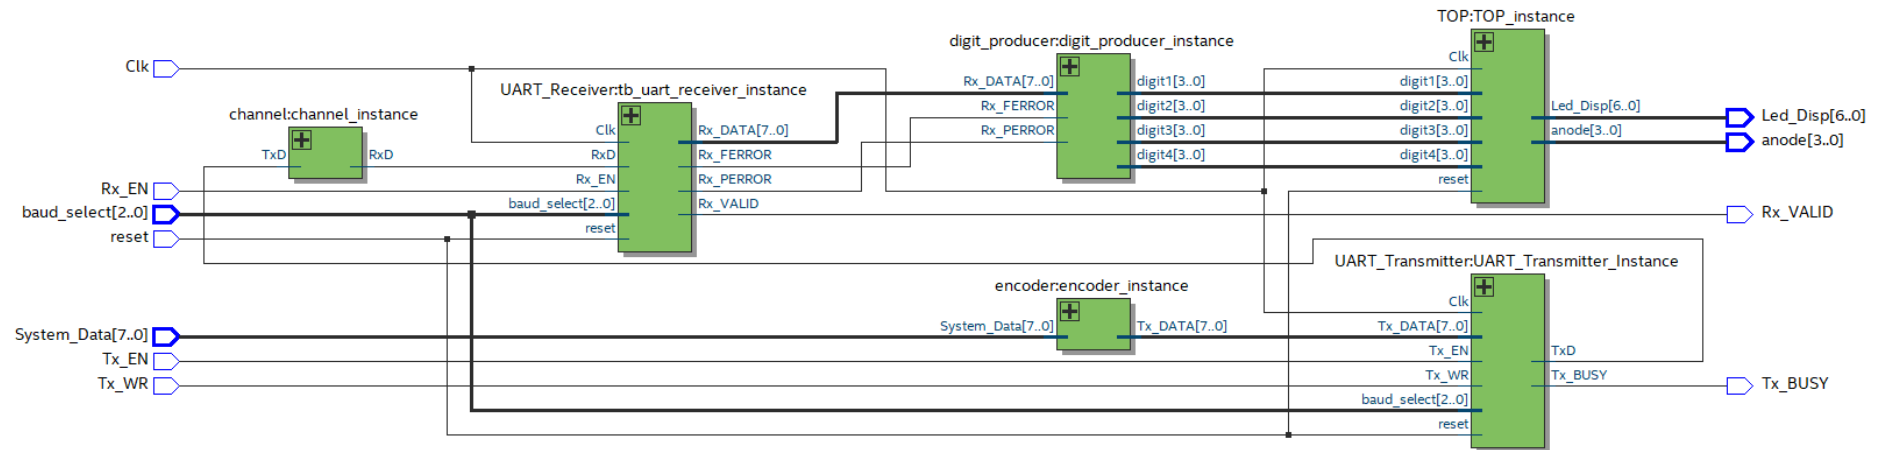 TOP:TOP_instance
digit_producer:digit_producer_instance
Clk
Clk
Rx_DATA[7..0]
digit1[3..0]
digit1[3..0]
UART_Receiver:tb_uart_receiver_instance
Rx_FERROR
digit2[3..0]
digit2[3..0]
Led_Disp[6..0]
Led_Disp[6..0]
channel:channel_instance
Clk
Rx_DATA[7..0]
Rx_PERROR
digit3[3..0]
digit3[3..0]
anode[3..0]
anode[3..0]
TxD
RxD
RxD
Rx_FERROR
digit4[3..0]
digit4[3..0]
Rx_EN
Rx_EN
Rx_PERROR
reset
baud_select[2..0]
baud_select[2..0]
Rx_VALID
Rx_VALID
reset
reset
UART_Transmitter:UART_Transmitter_Instance
encoder:encoder_instance
Clk
System_Data[7..0]
System_Data[7..0]
Tx_DATA[7..0]
Tx_DATA[7..0]
Tx_EN
Tx_EN
TxD
Tx_WR
Tx_WR
Tx_BUSY
Tx_BUSY
baud_select[2..0]
reset